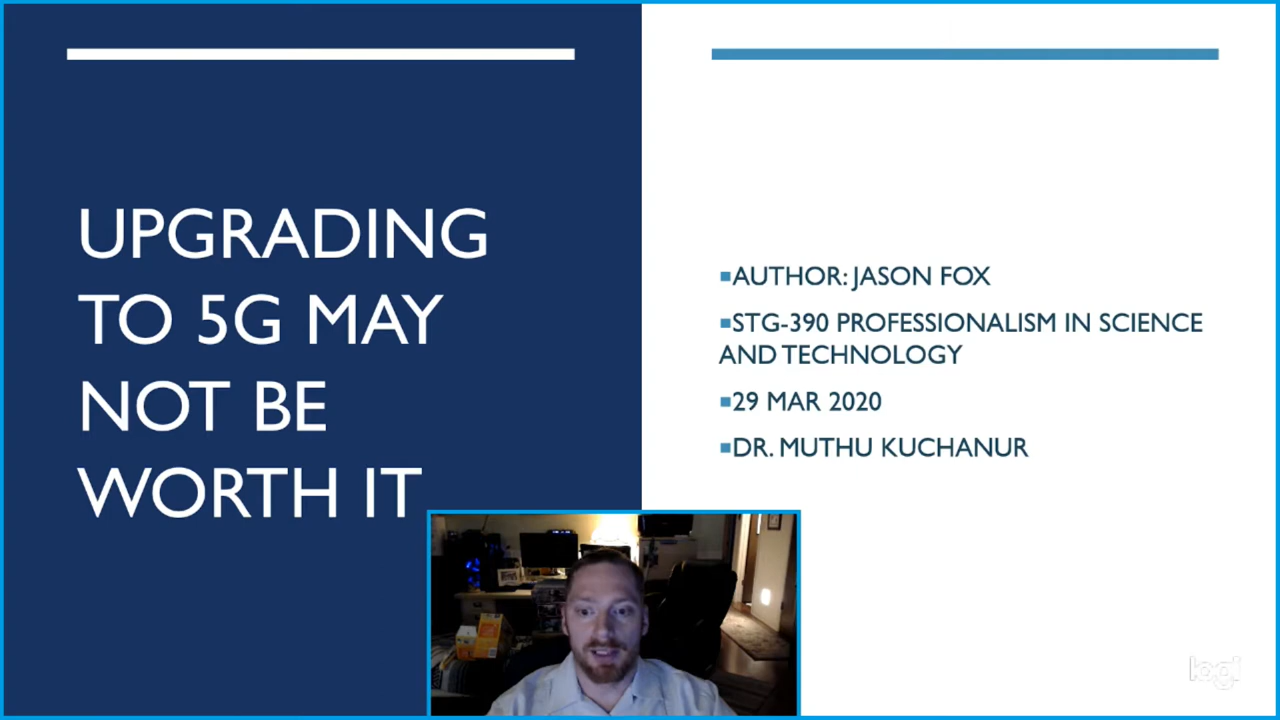 UPGRADING
TO 5G MAY
NOT BE
WORTH IT
▪AUTHOR: JASON FOX
▪STG-390 PROFESSIONALISM IN SCIENCE
AND TECHNOLOGY
▪29 MAR 2020
▪DR. MUTHU KUCHANUR
logi